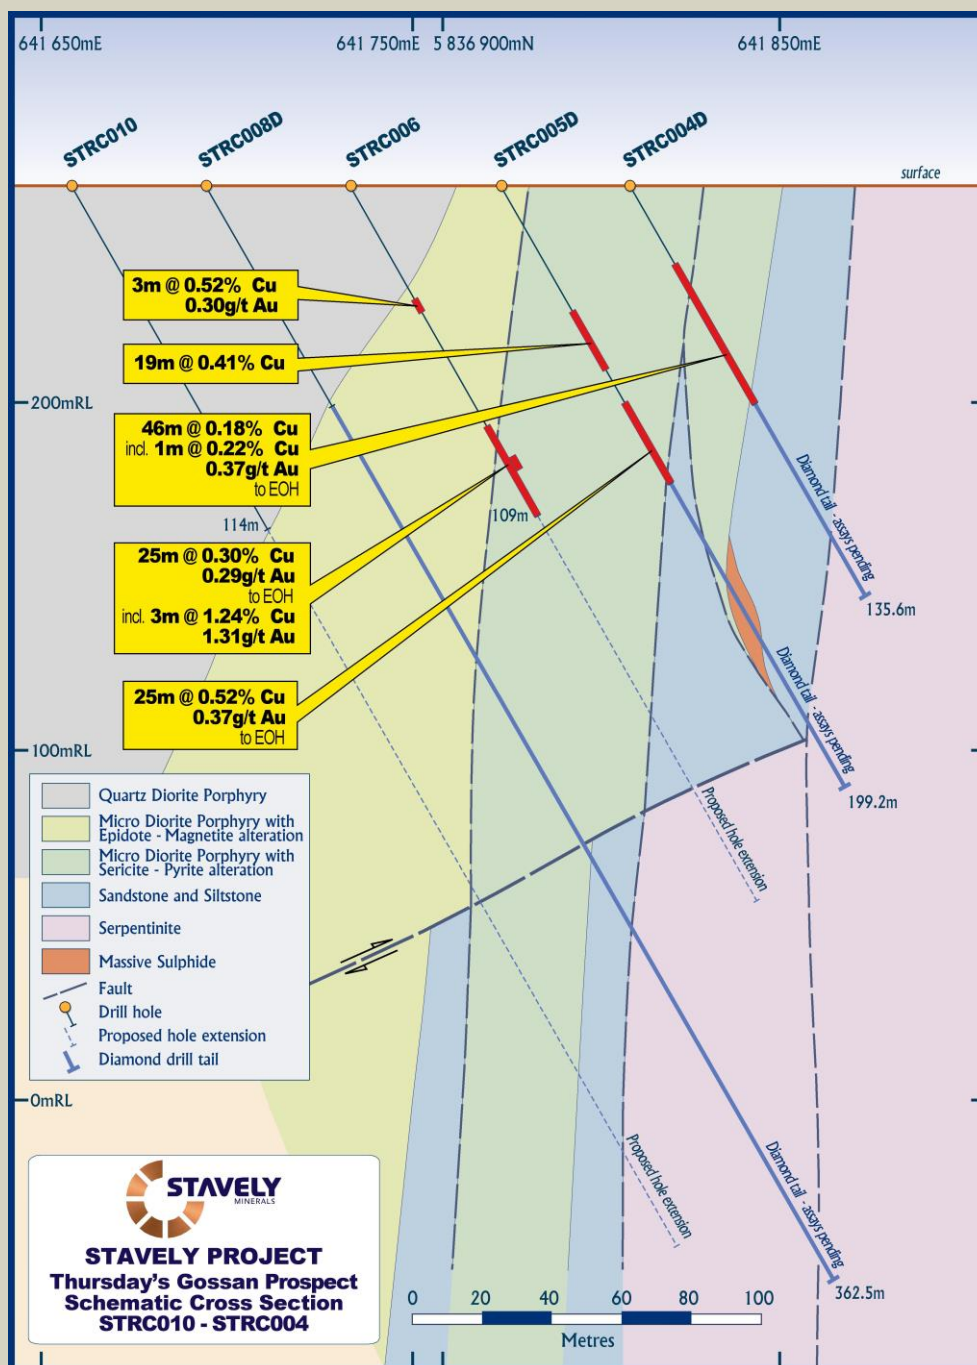 641 650mE
641 750mE
5 836 900mN
641 850mE
STRC010
STRC008D
STRC006
STRC005D
STRC004D
surface
3m @ 0.52% Cu
0.30g/t Au
19m @ 0.41% Cu
200mRL
46m @ 0.18% Cu
incl. 1m @ 0.22% Cu
0.37g/t Au
to EOH
114m
109m
Diamond tail - assays pending
135.6m
25m @ 0.30% Cu
0.29g/t Au
to EOH
incl. 3m @ 1.24% Cu
1.31g/t Au
25m @ 0.52% Cu
0.37g/t Au
to EOH
Diamond tail - assays pending
199.2m
100mRL
Proposed hole extension
Quartz Diorite Porphyry
Micro Diorite Porphyry with
Epidote - Magnetite alteration
Micro Diorite Porphyry with
Sericite - Pyrite alteration
Sandstone and Siltstone
Serpentinite
Massive Sulphide
Fault
Drill hole
Proposed hole extension
Diamond drill tail
0mRL
Proposed hole extension
Diamond tail - assays pending
362.5m
STAVELY
MINERALS
STAVELY PROJECT
Thursday's Gossan Prospect
Schematic Cross Section
STRC010 - STRC004
0 20 40 60 80 100
Metres